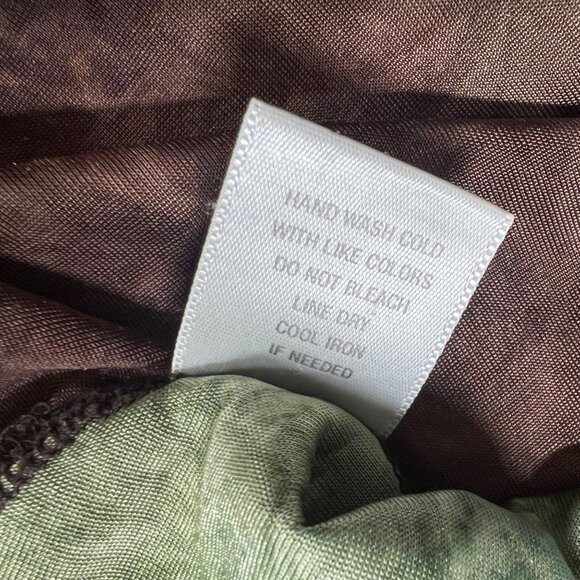 HAND WASH COLD
WITH LIKE COLORS
DO NOT BLEACH
LINE DRY
COOL IRON
IF NEEDED